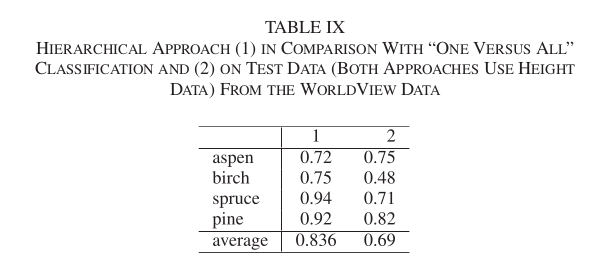 TABLE IX
HIERARCHICAL APPROACH (1) IN COMPARISON WITH “ONE VERSUS ALL”
CLASSIFICATION AND (2) ON TEST DATA (BOTH APPROACHES USE HEIGHT
DATA) FROM THE WORLDVIEW DATA
1 2
aspen 0.72 0.75
birch 0.75 0.48
spruce 0.94 0.71
pine 0.92 0.82
average 0.836 0.69